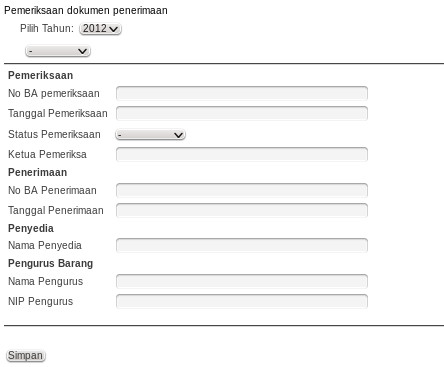 Pemeriksaan dokumen penerimaan
Pilih Tahun: 2012
-
Pemeriksaan
No BA pemeriksaan
Tanggal Pemeriksaan
Status Pemeriksaan -
Ketua Pemeriksa
Penerimaan
No BA Penerimaan
Tanggal Penerimaan
Penyedia
Nama Penyedia
Pengurus Barang
Nama Pengurus
NIP Pengurus
Simpan